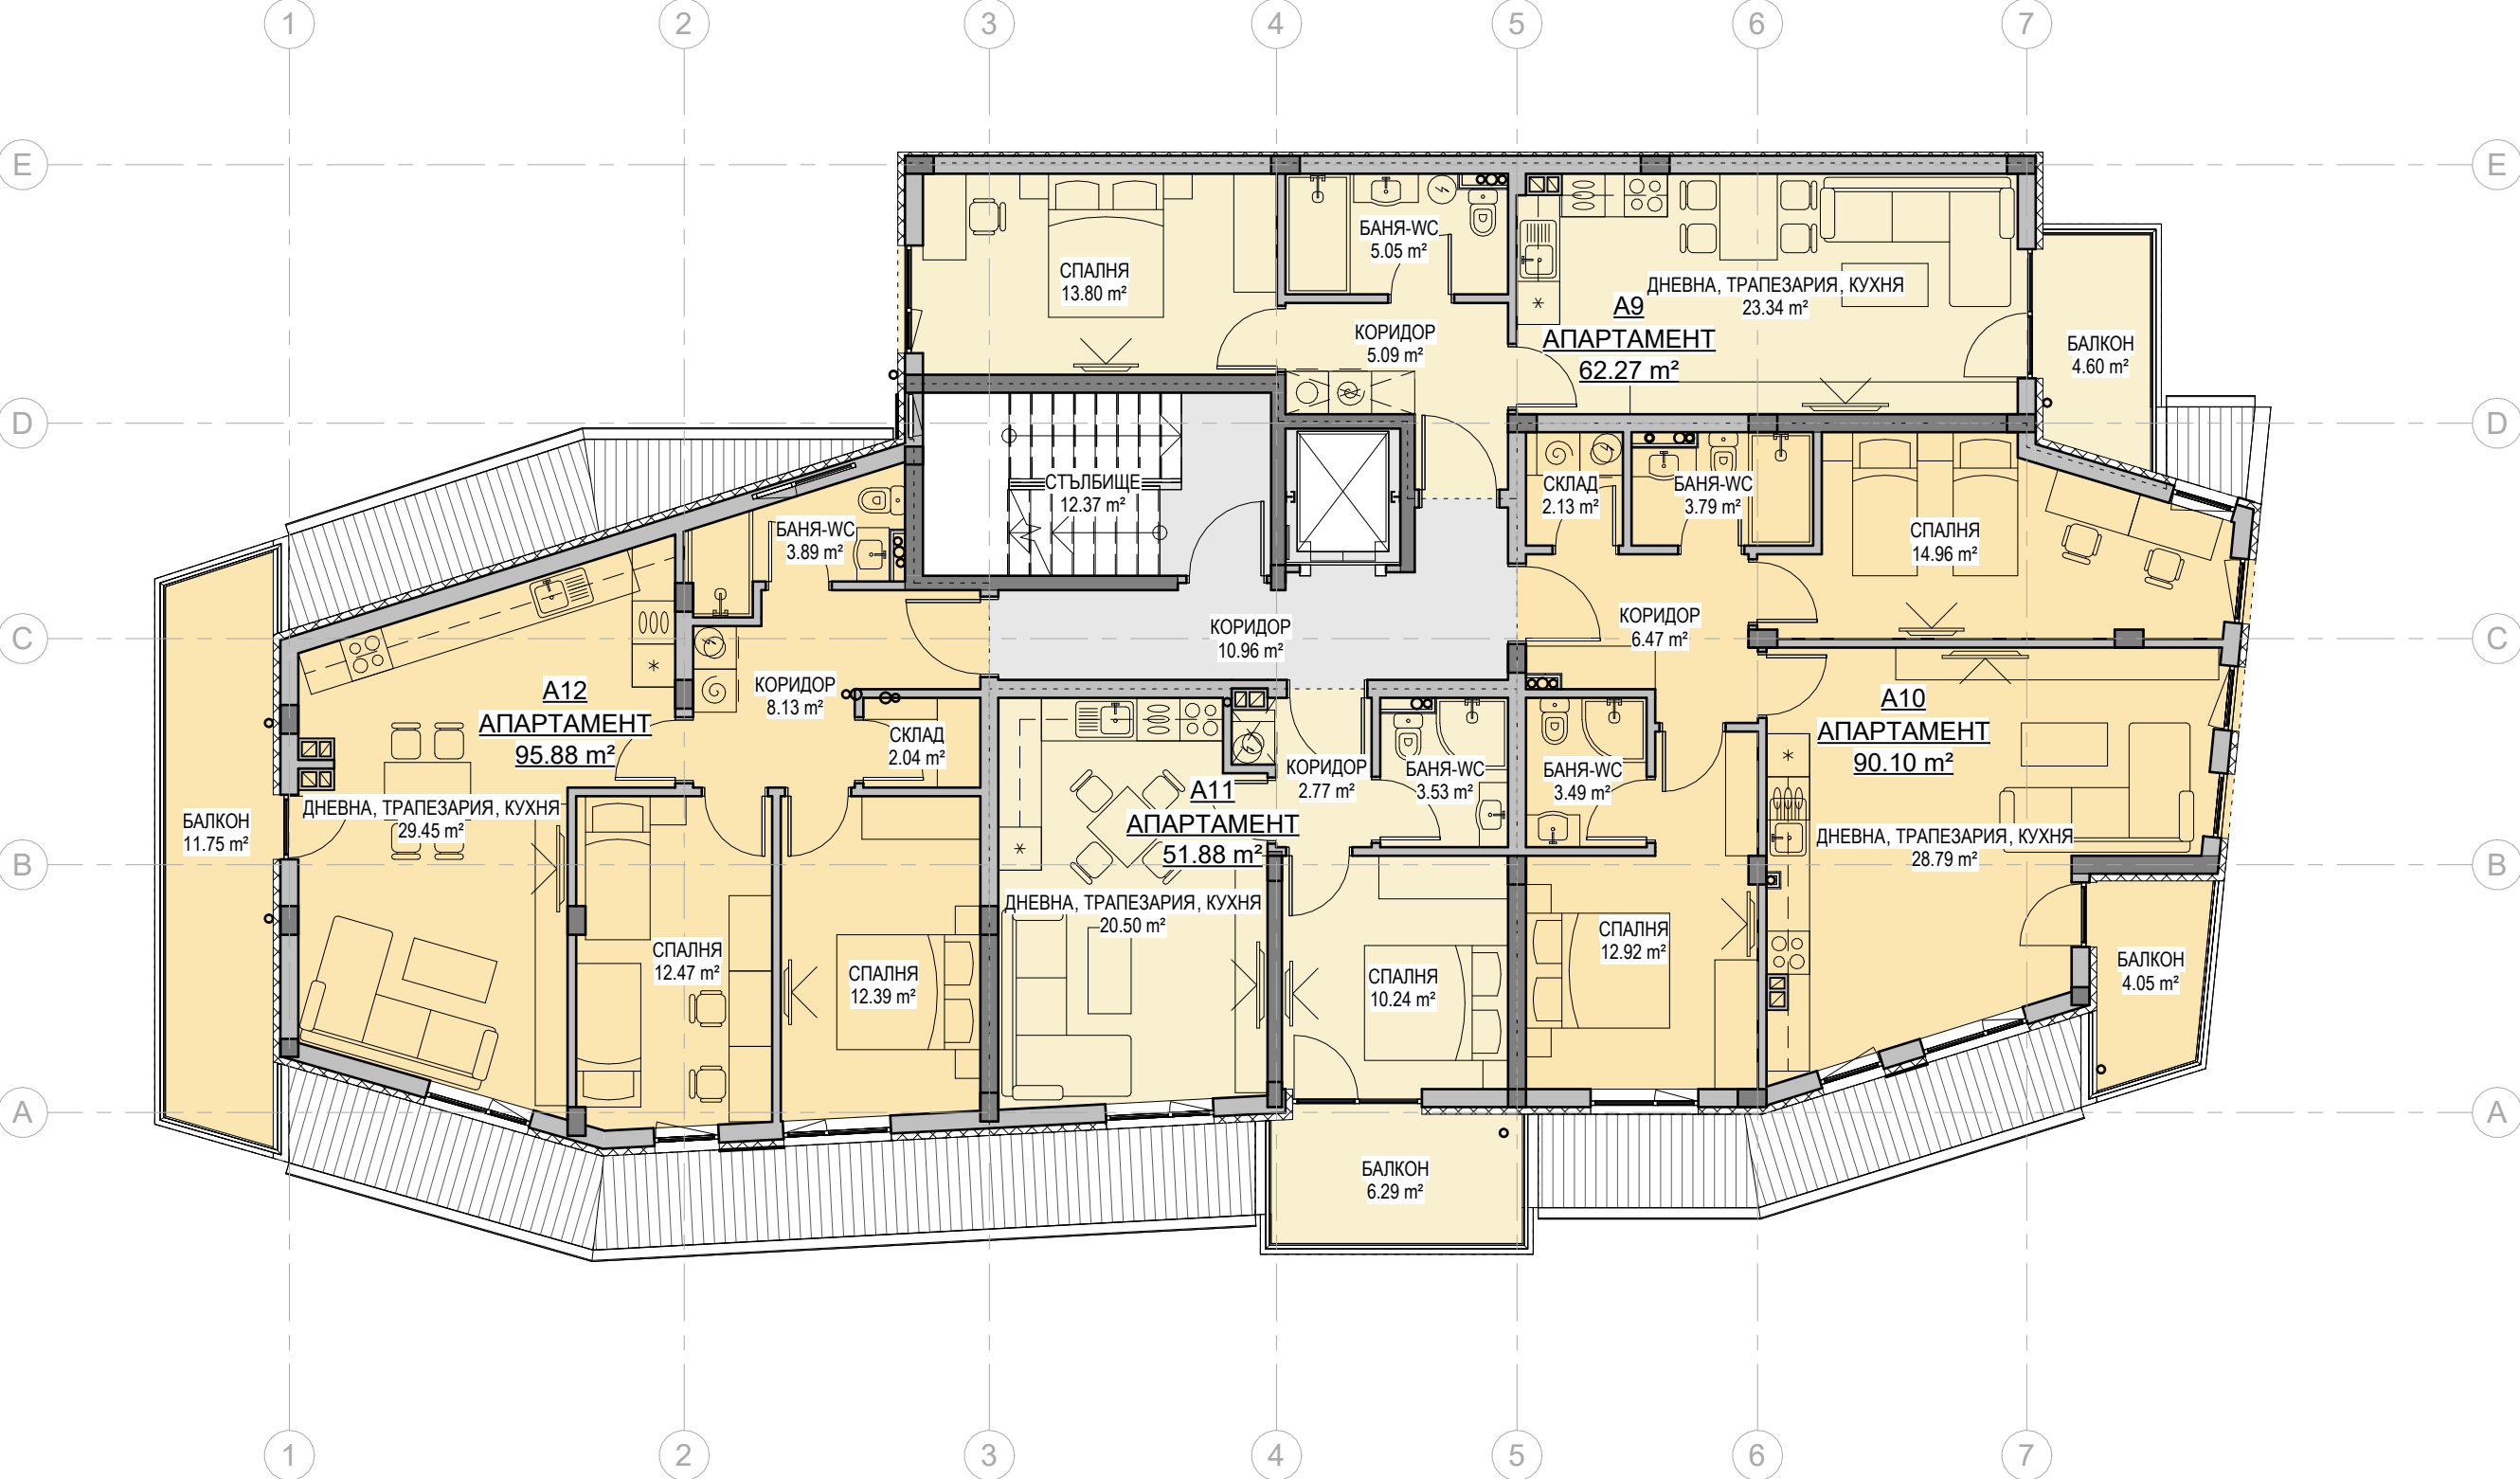 1 2 3 4 5 6 7
E E
БАНЯ-WC
5.05 m²
СПАЛНЯ
13.80 m²
ДНЕВНА, ТРАПЕЗАРИЯ, КУХНЯ
23.34 m²
А9
АПАРТАМЕНТ
62.27 m²
КОРИДОР
5.09 m²
БАЛКОН
4.60 m²
D D
СТЪЛБИЩЕ
12.37 m²
СКЛАД
2.13 m²
БАНЯ-WC
3.79 m²
БАНЯ-WC
3.89 m²
СПАЛНЯ
14.96 m²
C C
КОРИДОР
10.96 m²
КОРИДОР
6.47 m²
А12
АПАРТАМЕНТ
95.88 m²
КОРИДОР
8.13 m²
СКЛАД
2.04 m²
А10
АПАРТАМЕНТ
90.10 m²
КОРИДОР
2.77 m²
БАНЯ-WC
3.53 m²
БАНЯ-WC
3.49 m²
А11
АПАРТАМЕНТ
51.88 m²
ДНЕВНА, ТРАПЕЗАРИЯ, КУХНЯ
29.45 m²
БАЛКОН
11.75 m²
ДНЕВНА, ТРАПЕЗАРИЯ, КУХНЯ
28.79 m²
B B
ДНЕВНА, ТРАПЕЗАРИЯ, КУХНЯ
20.50 m²
СПАЛНЯ
12.47 m²
СПАЛНЯ
12.39 m²
СПАЛНЯ
10.24 m²
СПАЛНЯ
12.92 m²
БАЛКОН
4.05 m²
A A
БАЛКОН
6.29 m²
1 2 3 4 5 6 7